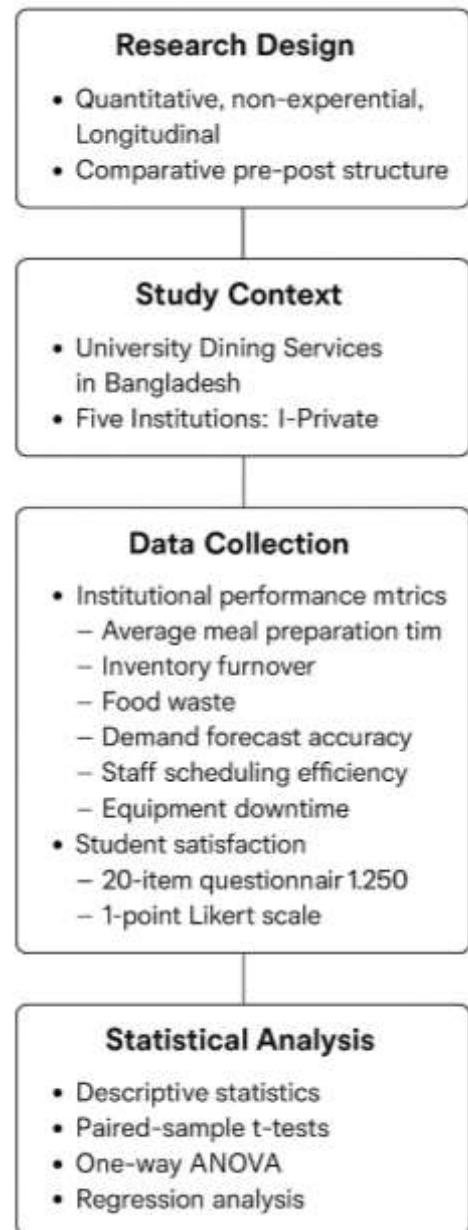 Research Design
• Quantitative, non-experential,
Longitudinal
• Comparative pre-post structure
Study Context
• University Dining Services
in Bangladesh
• Five Institutions: I-Private
Data Collection
• Institutional performance mtrics
– Average meal preparation tim
– Inventory furnover
– Food waste
– Demand forecast accuracy
– Staff scheduling efficiency
– Equipment downtime
• Student satisfaction
– 20-item questionnair 1.250
– 1-point Likert scale
Statistical Analysis
• Descriptive statistics
• Paired-sample t-tests
• One-way ANOVA
• Regression analysis